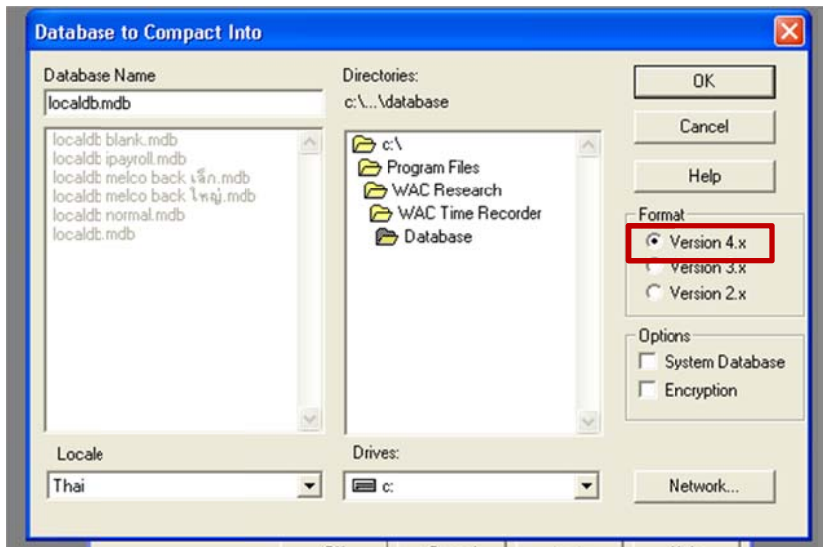 Database to Compact Into
Database Name
localdb.mdb
localdb blank.mdb
localdb ipayroll.mdb
localdb melco back เล็ก.mdb
localdb melco back ใหญ่.mdb
localdb normal.mdb
localdb.mdb
Locale
Thai
Directories:
c:\...\database
c:\
Program Files
WAC Research
WAC Time Recorder
Database
Drives:
c:
OK
Cancel
Help
Format
Version 4.x
Version 3.x
Version 2.x
Options
System Database
Encryption
Network...